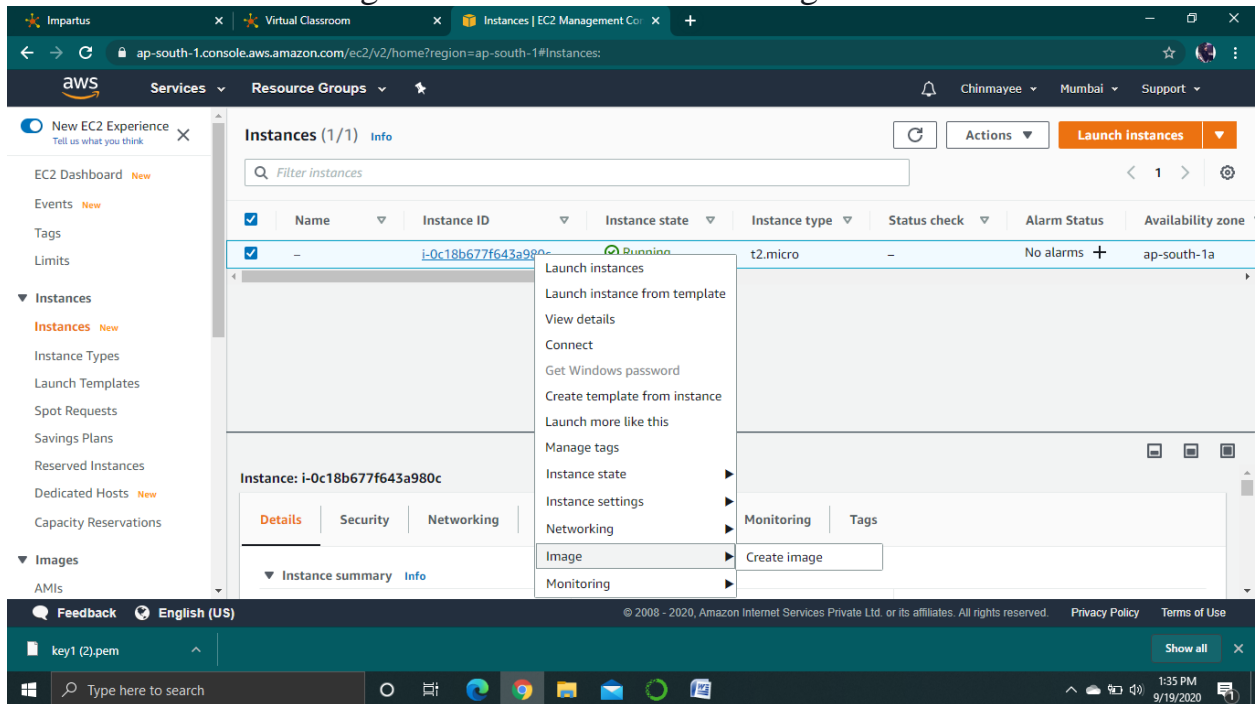 Impartus
Virtual Classroom
Instances | EC2 Management Con
ap-south-1.console.aws.amazon.com/ec2/v2/home?region=ap-south-1#Instances:
aws Services Resource Groups Chinmayee Mumbai Support
New EC2 Experience
Tell us what you think
EC2 Dashboard New
Events New
Tags
Limits
Instances
Instances New
Instance Types
Launch Templates
Spot Requests
Savings Plans
Reserved Instances
Dedicated Hosts New
Capacity Reservations
Images
AMIs
Instances (1/1) Info
Actions Launch instances
Filter instances
1
Name Instance ID Instance state Instance type Status check Alarm Status Availability zone
– i-0c18b677f643a980c Running t2.micro – No alarms + ap-south-1a
Launch instances
Launch instance from template
View details
Connect
Get Windows password
Create template from instance
Launch more like this
Manage tags
Instance state
Instance settings
Networking
Image
Create image
Monitoring
Instance: i-0c18b677f643a980c
Details Security Networking Monitoring Tags
Instance summary Info
Feedback English (US) © 2008 - 2020, Amazon Internet Services Private Ltd. or its affiliates. All rights reserved. Privacy Policy Terms of Use
key1 (2).pem
Show all
Type here to search
1:35 PM
9/19/2020
1